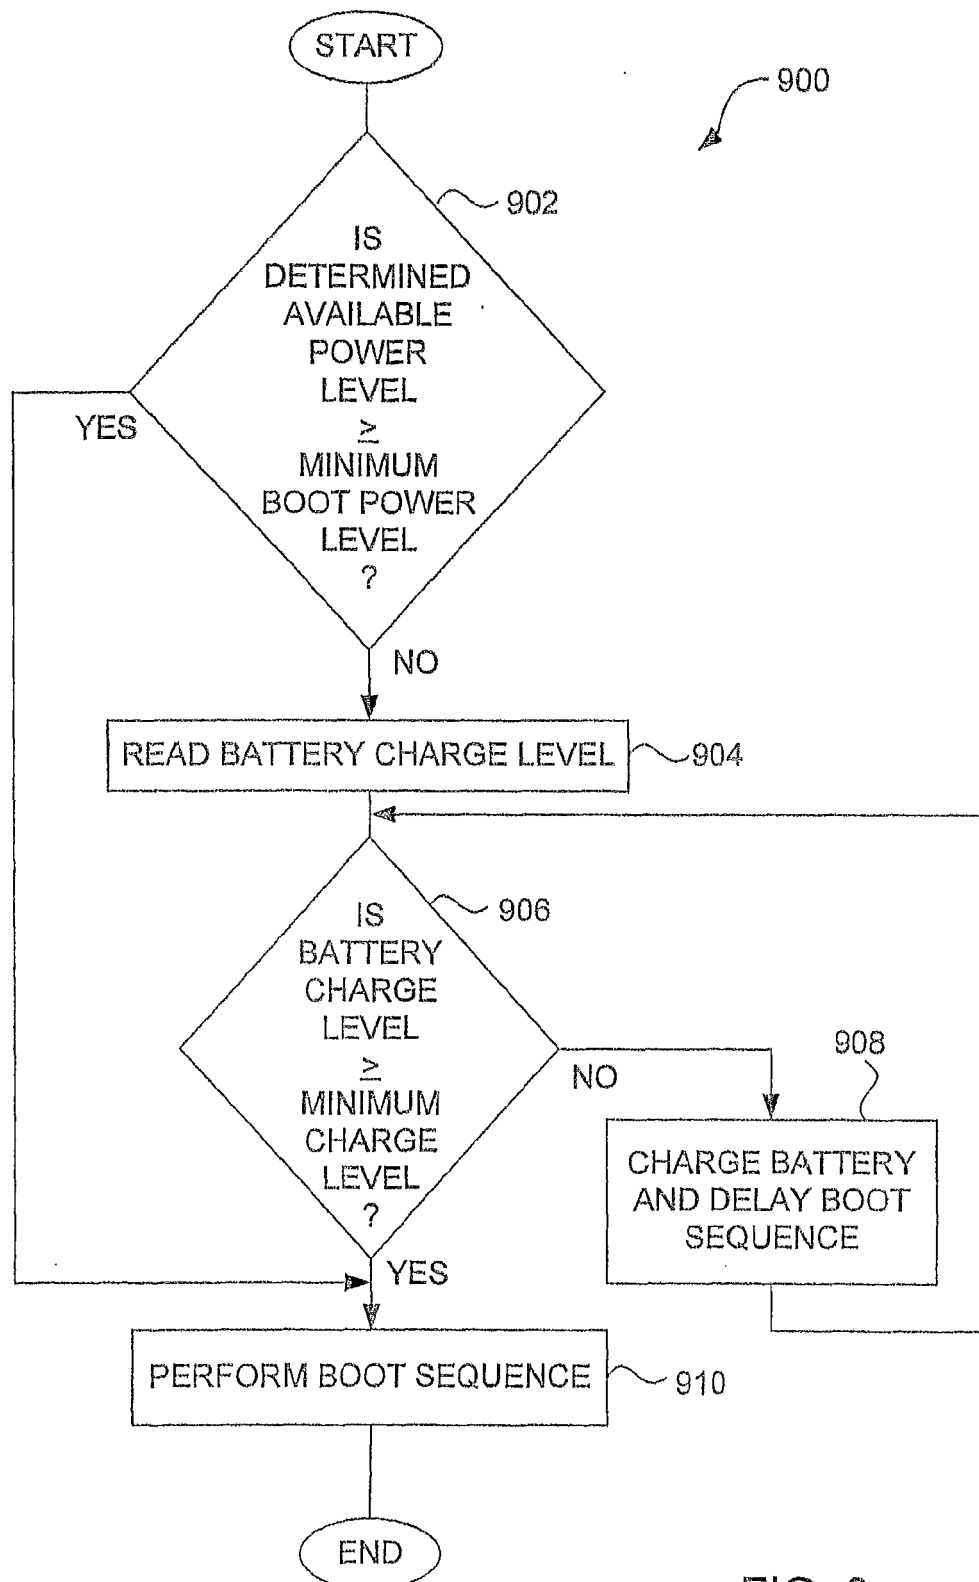 START
900
902
IS
DETERMINED
AVAILABLE
POWER
LEVEL
≥
MINIMUM
BOOT POWER
LEVEL
?
YES
NO
READ BATTERY CHARGE LEVEL
904
906
IS
BATTERY
CHARGE
LEVEL
≥
MINIMUM
CHARGE
LEVEL
?
NO
908
CHARGE BATTERY
AND DELAY BOOT
SEQUENCE
YES
PERFORM BOOT SEQUENCE
910
END